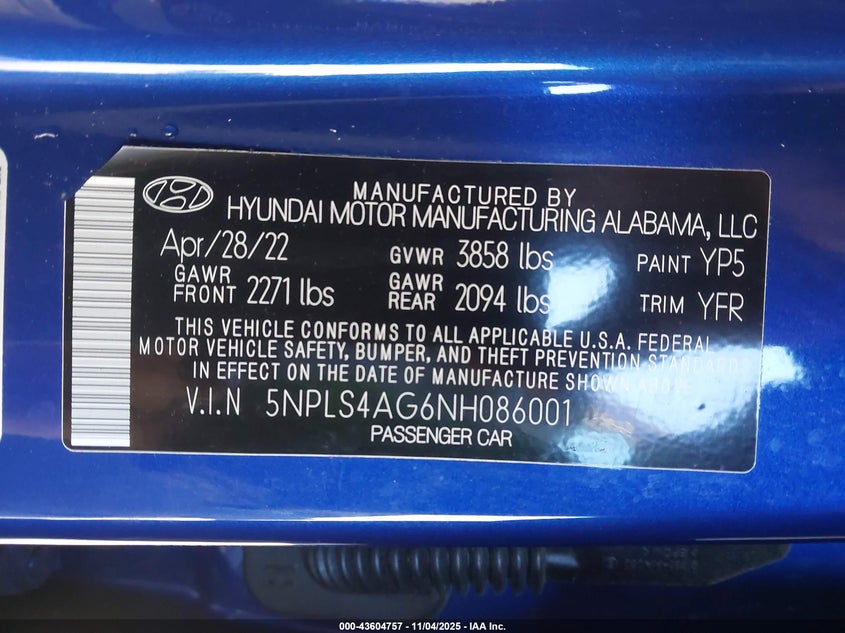 MANUFACTURED BY
HYUNDAI MOTOR MANUFACTURING ALABAMA, LLC
Apr/28/22 GVWR 3858 lbs PAINT YP5
GAWR FRONT 2271 lbs GAWR REAR 2094 lbs TRIM YFR
THIS VEHICLE CONFORMS TO ALL APPLICABLE U.S.A. FEDERAL
MOTOR VEHICLE SAFETY, BUMPER, AND THEFT PREVENTION STANDARDS
IN EFFECT ON THE DATE OF MANUFACTURE SHOWN ABOVE
V.I.N 5NPLS4AG6NH086001
PASSENGER CAR
000-43604757 - 11/04/2025 - IAA Inc.